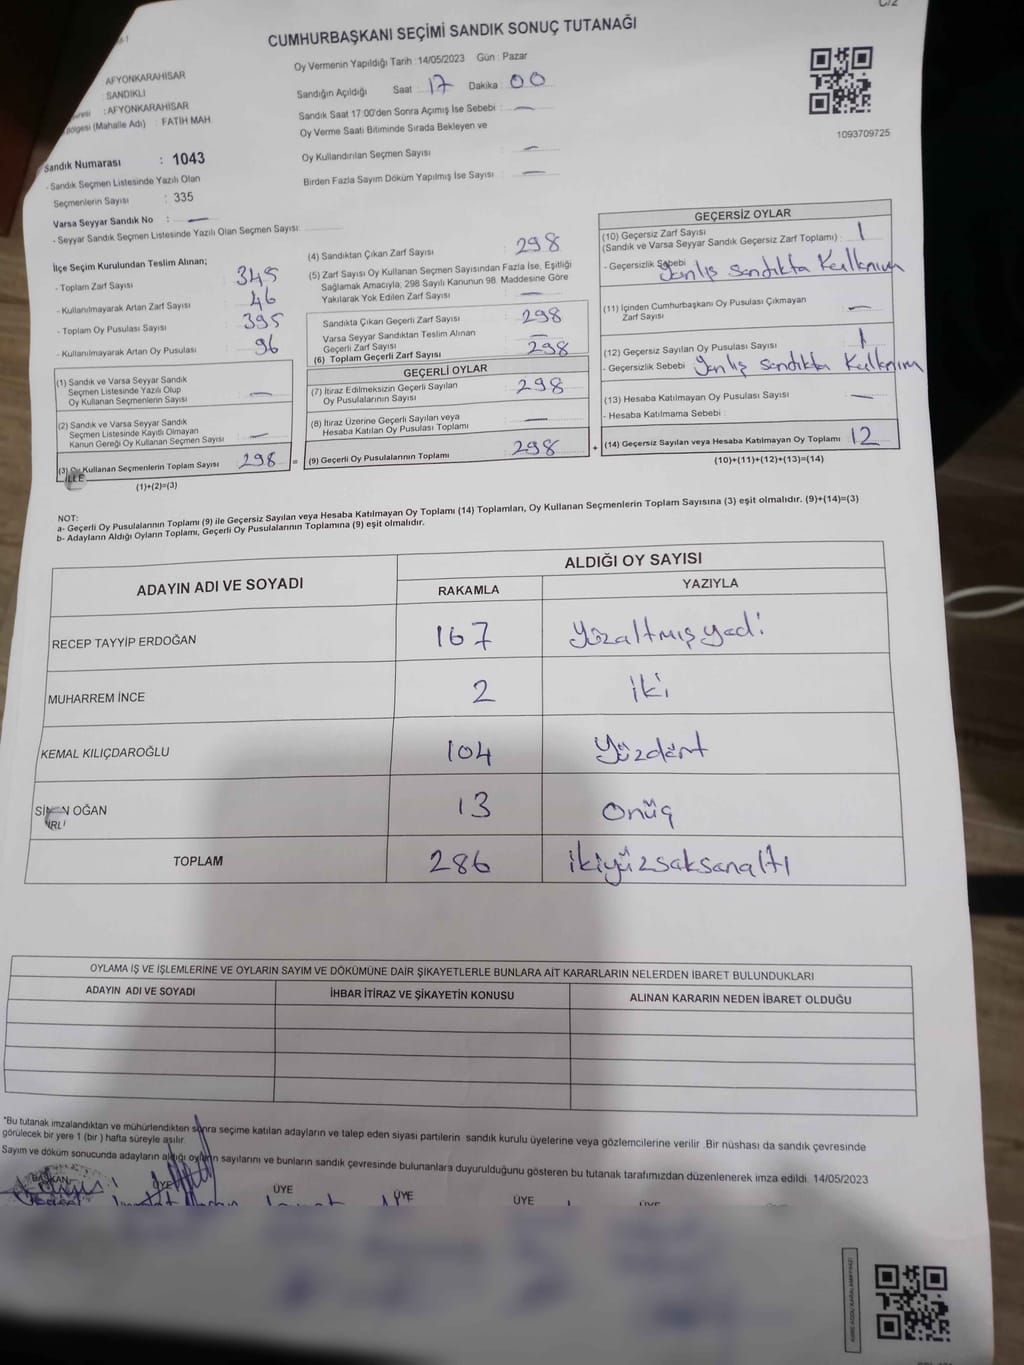 C/2
CUMHURBAŞKANI SEÇİMİ SANDIK SONUÇ TUTANAĞI
AFYONKARAHİSAR
: SANDIKLI
: AFYONKARAHİSAR
(Mahalle Adı) : FATİH MAH.
Sandık Numarası : 1043
- Sandık Seçmen Listesinde Yazılı Olan
Seçmenlerin Sayısı : 335
Varsa Seyyar Sandık No : —
- Seyyar Sandık Seçmen Listesinde Yazılı Olan Seçmen Sayısı:
Oy Vermenin Yapıldığı Tarih :14/05/2023 Gün : Pazar
Sandığın Açıldığı Saat : 17 Dakika : 00
Sandık Saat 17:00'den Sonra Açımış İse Sebebi : —
Oy Verme Saati Bitiminde Sırada Bekleyen ve
Oy Kullandırılan Seçmen Sayısı : —
Birden Fazla Sayım Döküm Yapılmış İse Sayısı : —
1093709725
İlçe Seçim Kurulundan Teslim Alınan;
- Toplam Zarf Sayısı : 345
- Kullanılmayarak Artan Zarf Sayısı : 46
- Toplam Oy Pusulası Sayısı : 395
- Kullanılmayarak Artan Oy Pusulası : 96
(1) Sandık ve Varsa Seyyar Sandık
Seçmen Listesinde Yazılı Olup
Oy Kullanan Seçmenlerin Sayısı : —
(2) Sandık ve Varsa Seyyar Sandık
Seçmen Listesinde Kayıtlı Olmayan
Kanun Gereği Oy Kullanan Seçmen Sayısı : —
(3) Oy Kullanan Seçmenlerin Toplam Sayısı : 298 =
(1)+(2)=(3)
(4) Sandıktan Çıkan Zarf Sayısı : 298
(5) Zarf Sayısı Oy Kullanan Seçmen Sayısından Fazla İse, Eşitliği
Sağlamak Amacıyla; 298 Sayılı Kanunun 98. Maddesine Göre
Yakılarak Yok Edilen Zarf Sayısı : —
Sandıkta Çıkan Geçerli Zarf Sayısı : 298
Varsa Seyyar Sandıktan Teslim Alınan
Geçerli Zarf Sayısı : —
(6) Toplam Geçerli Zarf Sayısı : 298
GEÇERLİ OYLAR
(7) İtiraz Edilmeksizin Geçerli Sayılan
Oy Pusulalarının Sayısı : 298
(8) İtiraz Üzerine Geçerli Sayılan veya
Hesaba Katılan Oy Pusulası Toplamı : —
(9) Geçerli Oy Pusulalarının Toplamı : 298 +
GEÇERSİZ OYLAR
(10) Geçersiz Zarf Sayısı
(Sandık ve Varsa Seyyar Sandık Geçersiz Zarf Toplamı) : 1
- Geçersizlik Sebebi : Yanlış sandıkta Kullanım
(11) İçinden Cumhurbaşkanı Oy Pusulası Çıkmayan
Zarf Sayısı : —
(12) Geçersiz Sayılan Oy Pusulası Sayısı : 1
- Geçersizlik Sebebi : Yanlış sandıkta Kullanım
(13) Hesaba Katılmayan Oy Pusulası Sayısı : —
- Hesaba Katılmama Sebebi :
(14) Geçersiz Sayılan veya Hesaba Katılmayan Oy Toplamı : 12
(10)+(11)+(12)+(13)=(14)
NOT:
a- Geçerli Oy Pusulalarının Toplamı (9) ile Geçersiz Sayılan veya Hesaba Katılmayan Oy Toplamı (14) Toplamları, Oy Kullanan Seçmenlerin Toplam Sayısına (3) eşit olmalıdır. (9)+(14)=(3)
b- Adayların Aldığı Oyların Toplamı, Geçerli Oy Pusulalarının Toplamına (9) eşit olmalıdır.
ADAYIN ADI VE SOYADI ALDIĞI OY SAYISI
RAKAMLA YAZIYLA
RECEP TAYYİP ERDOĞAN 167 Yüzaltmışyedi
MUHARREM İNCE 2 iki
KEMAL KILIÇDAROĞLU 104 Yüzdört
SİNAN OĞAN 13 Onüç
TOPLAM 286 ikiyüzseksenaltı
OYLAMA İŞ VE İŞLEMLERİNE VE OYLARIN SAYIM VE DÖKÜMÜNE DAİR ŞİKAYETLERLE BUNLARA AİT KARARLARIN NELERDEN İBARET BULUNDUKLARI
ADAYIN ADI VE SOYADI İHBAR İTİRAZ VE ŞİKAYETİN KONUSU ALINAN KARARIN NEDEN İBARET OLDUĞU
*Bu tutanak imzalandıktan ve mühürlendikten sonra seçime katılan adayların ve talep eden siyasi partilerin sandık kurulu üyelerine veya gözlemcilerine verilir. Bir nüshası da sandık çevresinde
görülecek bir yere 1 (bir ) hafta süreyle asılır.
Sayım ve döküm sonucunda adayların aldığı oyların sayılarını ve bunların sandık çevresinde bulunanlara duyurulduğunu gösteren bu tutanak tarafımızdan düzenlenerek imza edildi. 14/05/2023
BAŞKAN ÜYE ÜYE ÜYE ÜYE ÜYE